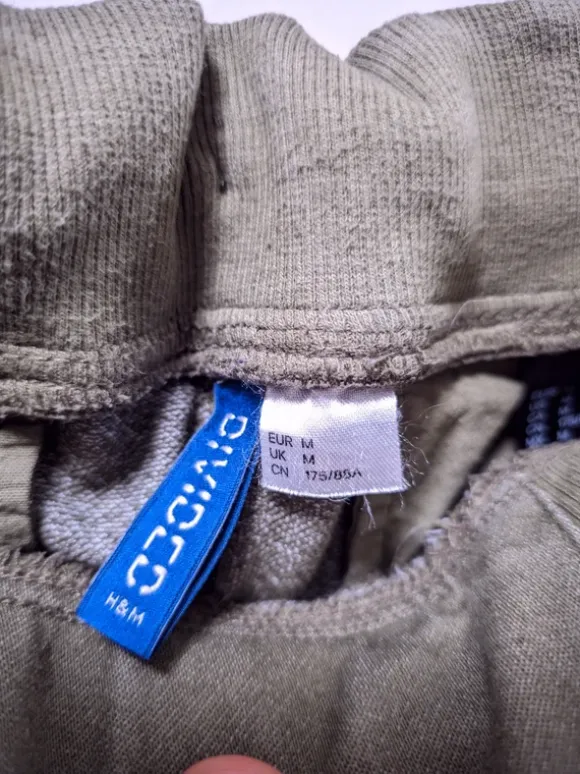 DIVIDED
H&M
EUR M
UK M
CN 175/88A